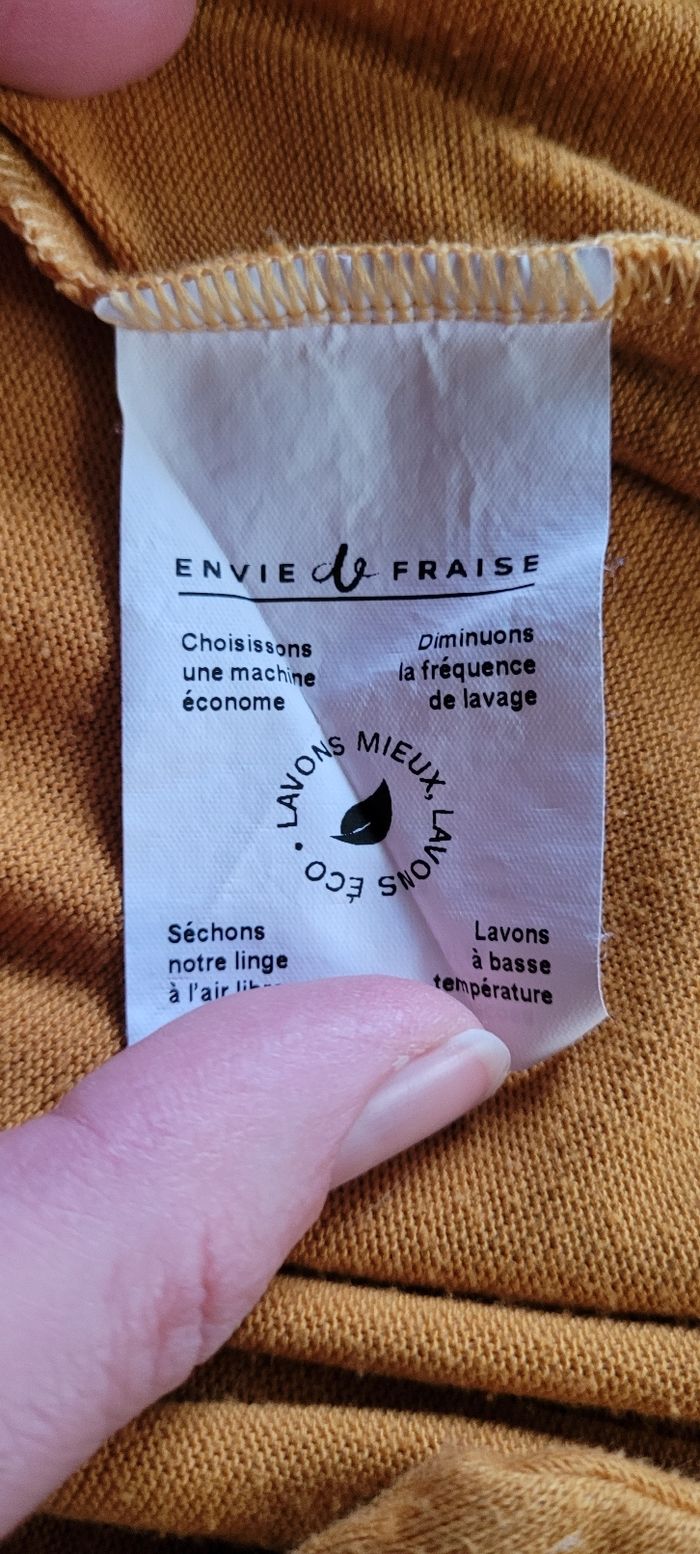 ENVIE de FRAISE
Choisissons
une machine
économe
Diminuons
la fréquence
de lavage
LAVONS MIEUX, LAVONS ÉCO •
Séchons
notre linge
à l'air
Lavons
à basse
température